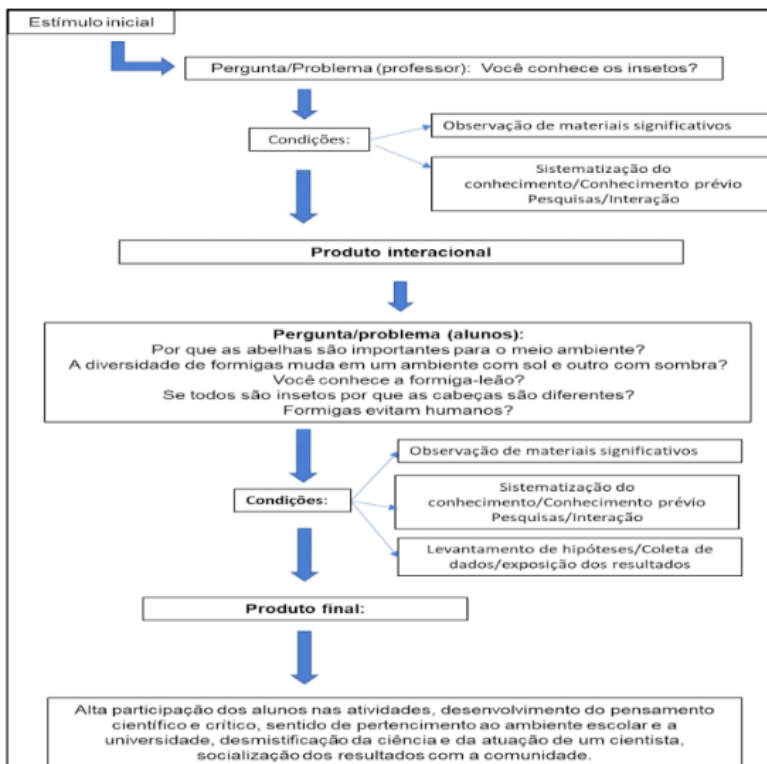 Estímulo inicial
Pergunta/Problema (professor): Você conhece os insetos?
Condições:
Observação de materiais significativos
Sistematização do
conhecimento/Conhecimento prévio
Pesquisas/Interação
Produto interacional
Pergunta/problema (alunos):
Por que as abelhas são importantes para o meio ambiente?
A diversidade de formigas muda em um ambiente com sol e outro com sombra?
Você conhece a formiga-leão?
Se todos são insetos por que as cabeças são diferentes?
Formigas evitam humanos?
Condições:
Observação de materiais significativos
Sistematização do
conhecimento/Conhecimento prévio
Pesquisas/Interação
Levantamento de hipóteses/Coleta de
dados/exposição dos resultados
Produto final:
Alta participação dos alunos nas atividades, desenvolvimento do pensamento
científico e crítico, sentido de pertencimento ao ambiente escolar e a
universidade, desmistificação da ciência e da atuação de um cientista,
socialização dos resultados com a comunidade.